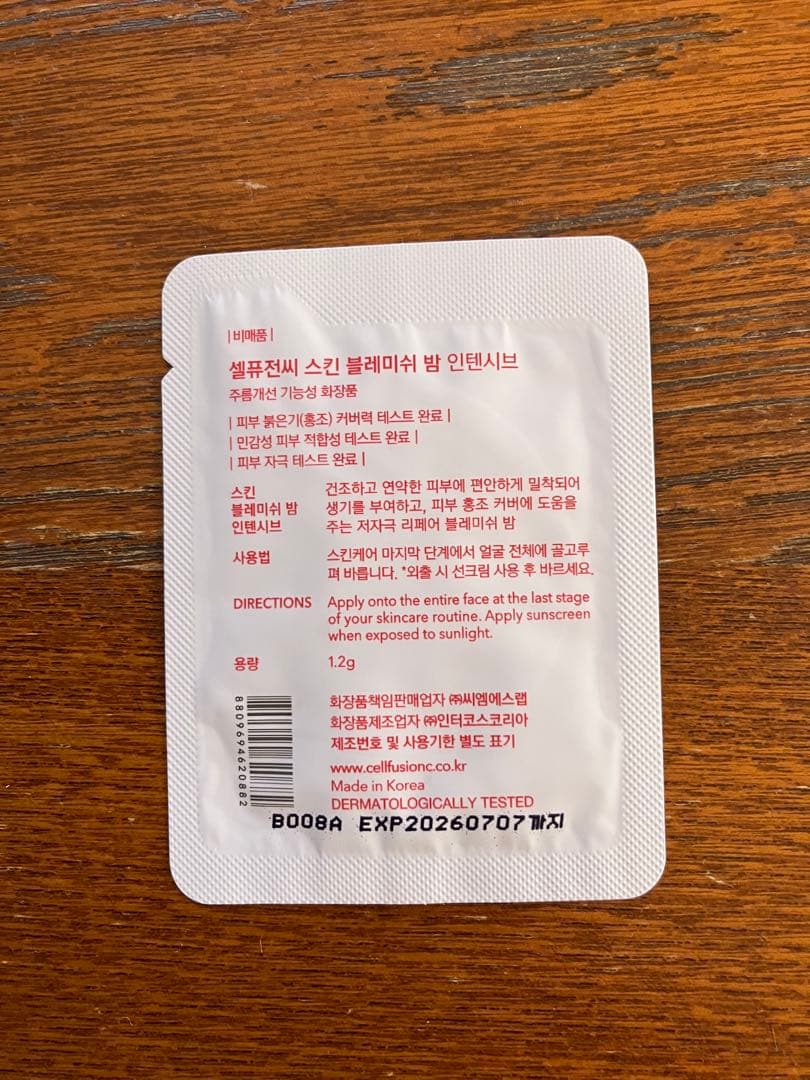 |비매품|
셀퓨전씨 스킨 블레미쉬 밤 인텐시브
주름개선 기능성 화장품
| 피부 붉은기(홍조) 커버력 테스트 완료 |
| 민감성 피부 적합성 테스트 완료 |
| 피부 자극 테스트 완료 |
스킨
블레미쉬 밤
인텐시브
건조하고 연약한 피부에 편안하게 밀착되어
생기를 부여하고, 피부 홍조 커버에 도움을
주는 저자극 리페어 블레미쉬 밤
사용법
스킨케어 마지막 단계에서 얼굴 전체에 골고루
펴 바릅니다. *외출 시 선크림 사용 후 바르세요.
DIRECTIONS
Apply onto the entire face at the last stage
of your skincare routine. Apply sunscreen
when exposed to sunlight.
용량
1.2g
8809694620882
화장품책임판매업자 ㈜씨엠에스랩
화장품제조업자 ㈜인터코스코리아
제조번호 및 사용기한 별도 표기
www.cellfusionc.co.kr
Made in Korea
DERMATOLOGICALLY TESTED
B008A EXP20260707까지